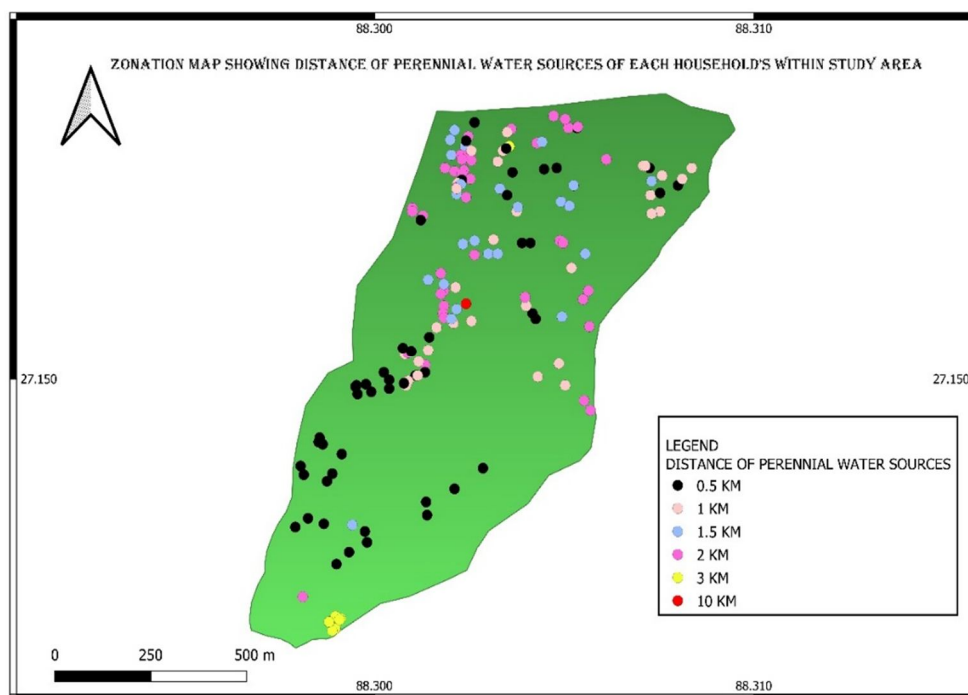 88.300 88.310
ZONATION MAP SHOWING DISTANCE OF PERENNIAL WATER SOURCES OF EACH HOUSEHOLD'S WITHIN STUDY AREA
27.150 27.150
LEGEND
DISTANCE OF PERENNIAL WATER SOURCES
0.5 KM
1 KM
1.5 KM
2 KM
3 KM
10 KM
0 250 500 m
88.300 88.310